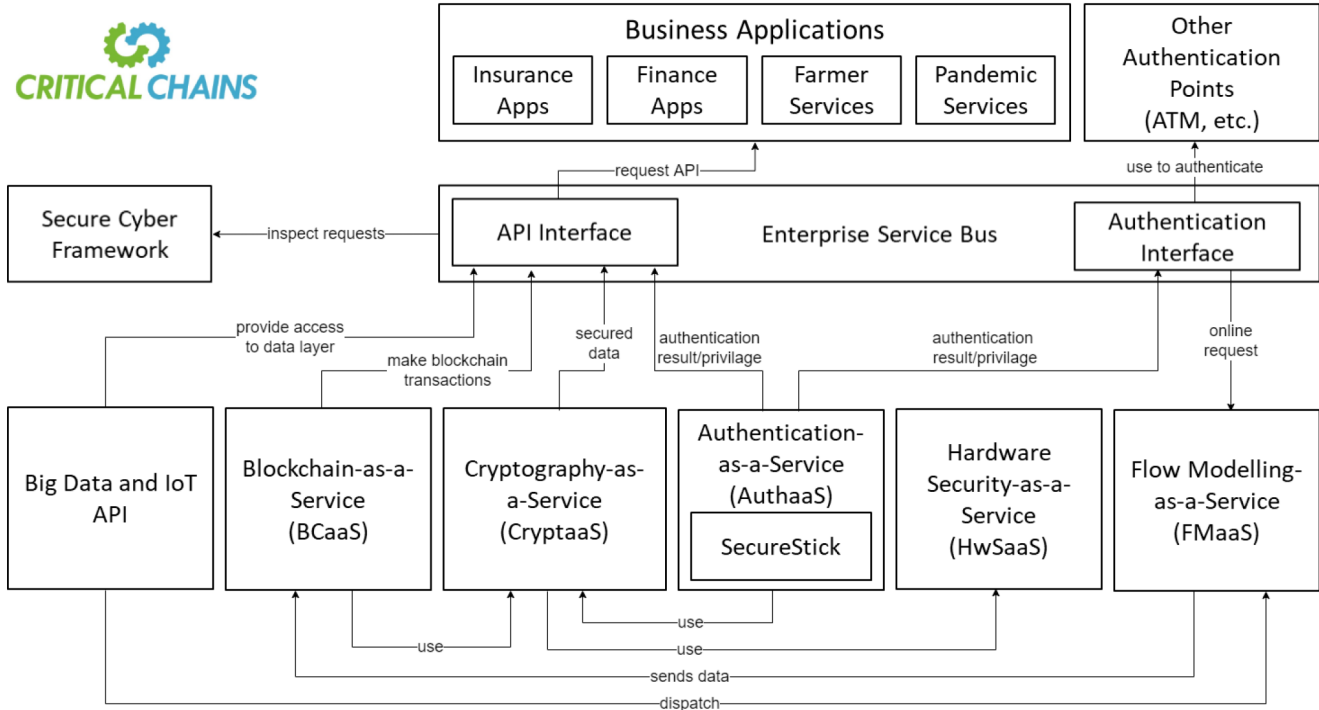 CRITICAL CHAINS
Business Applications
Insurance
Apps
Finance
Apps
Farmer
Services
Pandemic
Services
Other
Authentication
Points
(ATM, etc.)
request API
use to authenticate
Secure Cyber
Framework
inspect requests
API Interface
Enterprise Service Bus
Authentication
Interface
provide access
to data layer
make blockchain
transactions
secured
data
authentication
result/privilage
authentication
result/privilage
online
request
Big Data and IoT
API
Blockchain-as-a-
Service
(BCaaS)
Cryptography-as-
a-Service
(CryptaaS)
Authentication-
as-a-Service
(AuthaaS)
SecureStick
Hardware
Security-as-a-
Service
(HwSaaS)
Flow Modelling-
as-a-Service
(FMaaS)
use
use
use
sends data
dispatch